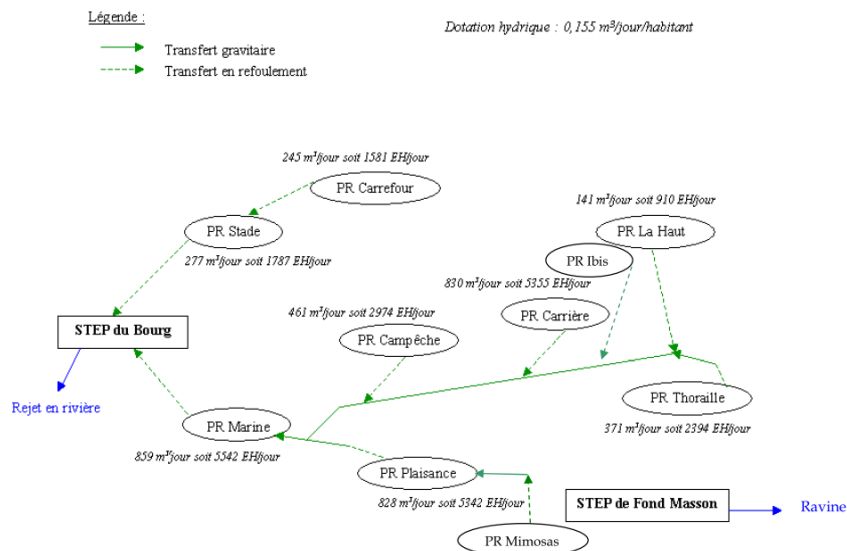 Légende :
Dotation hydrique : 0,155 m³/jour/habitant
Transfert gravitaire
Transfert en refoulement
245 m³/jour soit 1581 EH/jour
PR Carrefour
141 m³/jour soit 910 EH/jour
PR Stade
PR La Haut
277 m³/jour soit 1787 EH/jour
PR Ibis
830 m³/jour soit 5355 EH/jour
461 m³/jour soit 2974 EH/jour
PR Carrière
STEP du Bourg
PR Campêche
PR Thoraille
Rejet en rivière
PR Marine
371 m³/jour soit 2394 EH/jour
859 m³/jour soit 5542 EH/jour
PR Plaisance
828 m³/jour soit 5342 EH/jour
STEP de Fond Masson
Ravine
PR Mimosas